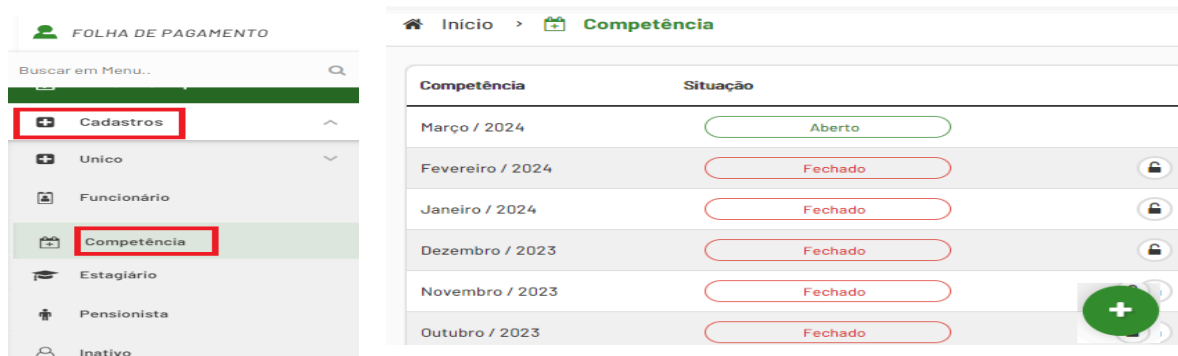 FOLHA DE PAGAMENTO
Buscar em Menu..
Cadastros
Unico
Funcionário
Competência
Estagiário
Pensionista
Inativo
Início > Competência
Competência Situação
Março / 2024 Aberto
Fevereiro / 2024 Fechado
Janeiro / 2024 Fechado
Dezembro / 2023 Fechado
Novembro / 2023 Fechado
Outubro / 2023 Fechado